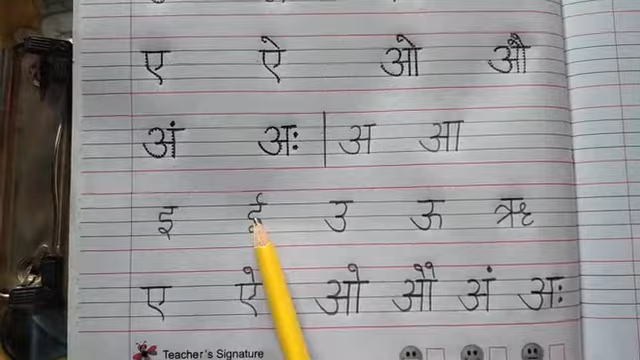 ए ऐ ओ औ
अं अः अ आ
इ ई उ ऊ ऋ
ए ऐ ओ औ अं अः
Teacher's Signature